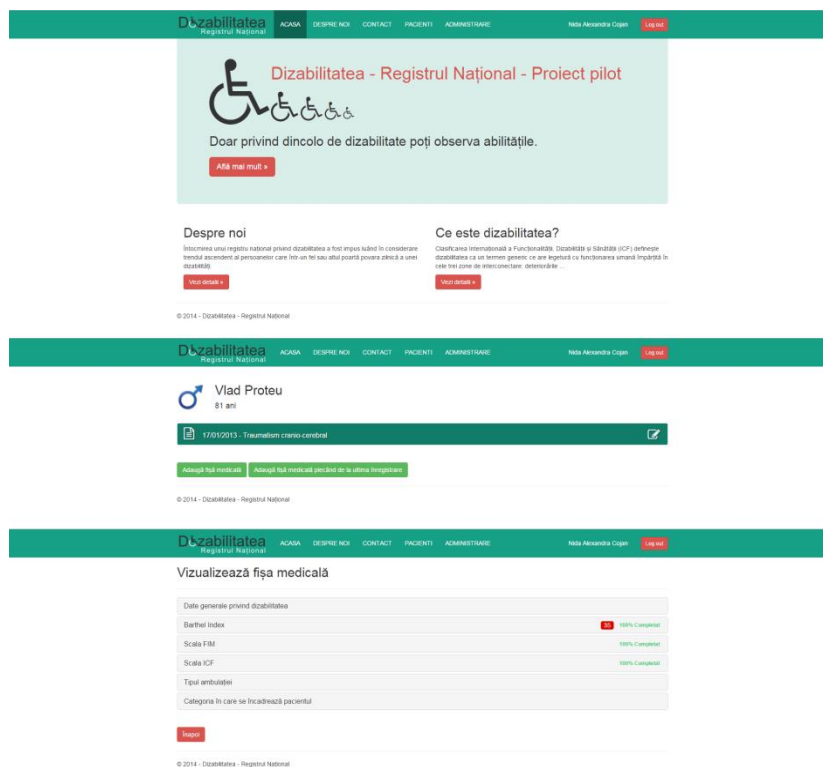 Dizabilitatea
Registrul Național
ACASA DESPRE NOI CONTACT PACIENTI ADMINISTRARE Nida Alexandra Cojan Log out
Dizabilitatea - Registrul Național - Proiect pilot
Doar privind dincolo de dizabilitate poți observa abilitățile.
Află mai mult »
Despre noi
Întocmirea unui registru național privind dizabilitatea a fost impus luând în considerare
trendul ascendent al persoanelor care într-un fel sau altul poartă povara zilnică a unei
dizabilități.
Vezi detalii »
Ce este dizabilitatea?
Clasificarea Internațională a Funcționalității, Dizabilității și Sănătății (ICF) definește
dizabilitatea ca un termen generic ce are legetură cu funcționarea umană împărțită în
cele trei zone de interconectare: deteriorările ...
Vezi detalii »
© 2014 - Dizabilitatea - Registrul Național
Dizabilitatea
Registrul Național
ACASA DESPRE NOI CONTACT PACIENTI ADMINISTRARE Nida Alexandra Cojan Log out
Vlad Proteu
81 ani
17/01/2013 - Traumatism cranio-cerebral
Adaugă fișă medicală Adaugă fișă medicală plecând de la ultima înregistrare
© 2014 - Dizabilitatea - Registrul Național
Dizabilitatea
Registrul Național
ACASA DESPRE NOI CONTACT PACIENTI ADMINISTRARE Nida Alexandra Cojan Log out
Vizualizează fișa medicală
Date generale privind dizabilitatea
Barthel Index 30 100% Completat
Scala FIM 100% Completat
Scala ICF 100% Completat
Tipul ambulației
Categoria în care se încadrează pacientul
Înapoi
© 2014 - Dizabilitatea - Registrul Național